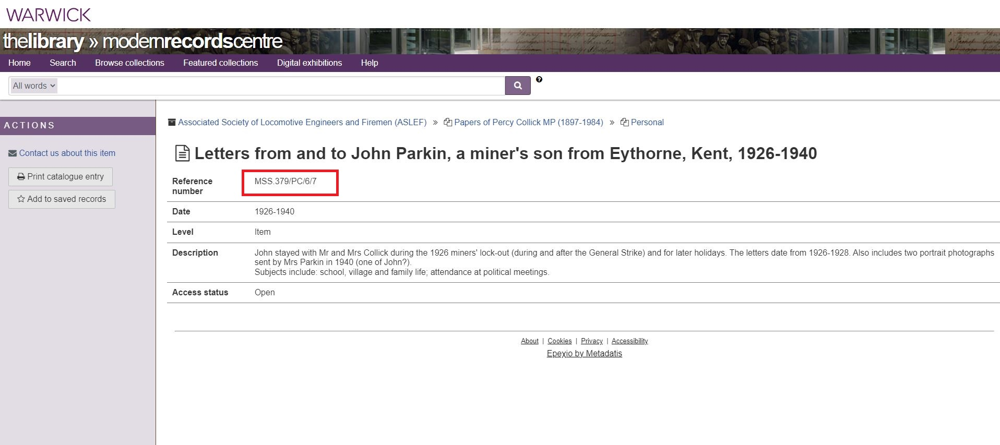 WARWICK
thelibrary » modernrecordscentre
Home Search Browse collections Featured collections Digital exhibitions Help
All words
ACTIONS
Contact us about this item
Print catalogue entry
Add to saved records
Associated Society of Locomotive Engineers and Firemen (ASLEF) » Papers of Percy Collick MP (1897-1984) » Personal
Letters from and to John Parkin, a miner's son from Eythorne, Kent, 1926-1940
Reference number MSS.379/PC/6/7
Date 1926-1940
Level Item
Description John stayed with Mr and Mrs Collick during the 1926 miners' lock-out (during and after the General Strike) and for later holidays. The letters date from 1926-1928. Also includes two portrait photographs
sent by Mrs Parkin in 1940 (one of John?).
Subjects include: school, village and family life; attendance at political meetings.
Access status Open
About | Cookies | Privacy | Accessibility
Epexio by Metadatis